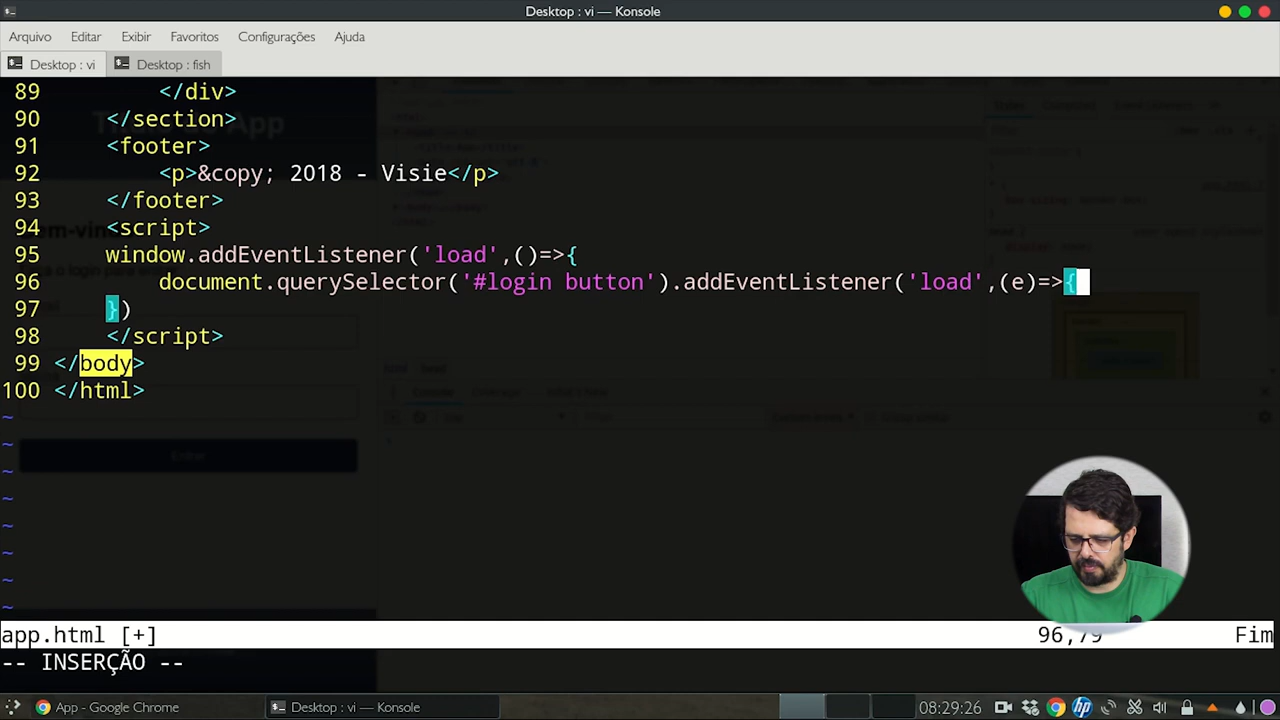 Desktop : vi — Konsole
Arquivo Editar Exibir Favoritos Configurações Ajuda
Desktop : vi Desktop : fish
89 </div>
90 </section>
91 <footer>
92 <p>&copy; 2018 - Visie</p>
93 </footer>
94 <script>
95 window.addEventListener('load',()=>{
96 document.querySelector('#login button').addEventListener('load',(e)=>{
97 })
98 </script>
99 </body>
100 </html>
~
~
~
~
~
~
~
~
app.html [+] 96,79 Fim
-- INSERÇÃO --
App - Google Chrome Desktop : vi — Konsole 08:29:26